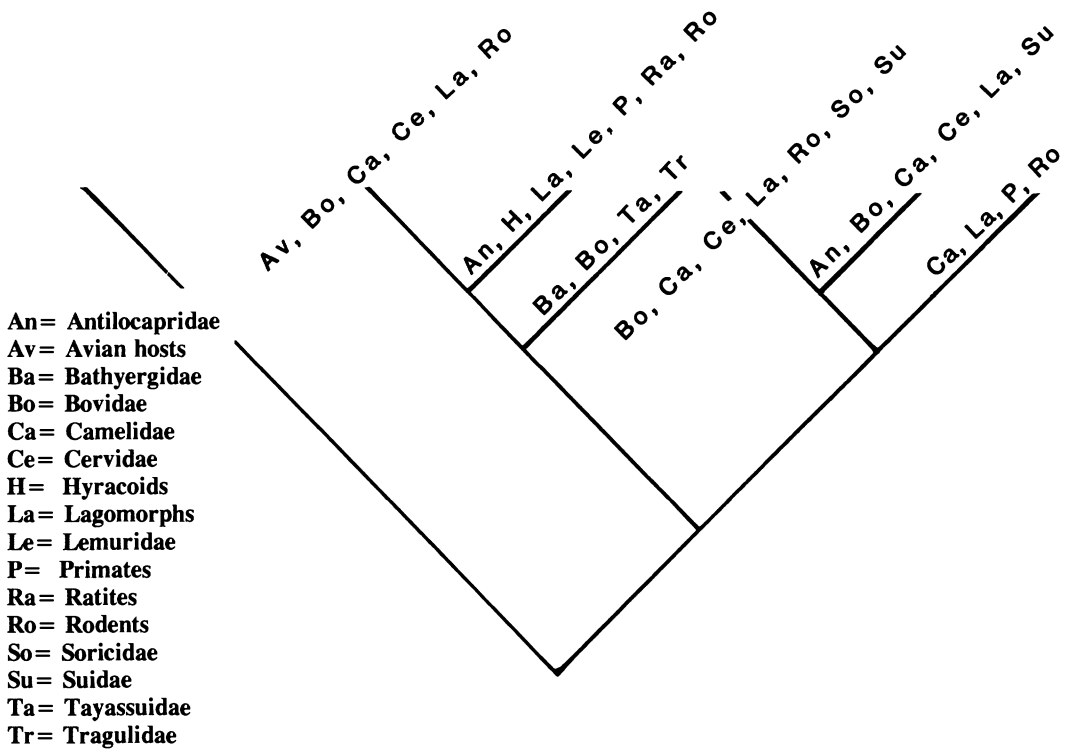 Av, Bo, Ca, Ce, La, Ro
An, H, La, Le, P, Ra, Ro
Ba, Bo, Ta, Tr
Bo, Ca, Ce, La, Ro, So, Su
An, Bo, Ca, Ce, La, Su
Ca, La, P, Ro
An= Antilocapridae
Av= Avian hosts
Ba= Bathyergidae
Bo= Bovidae
Ca= Camelidae
Ce= Cervidae
H= Hyracoids
La= Lagomorphs
Le= Lemuridae
P= Primates
Ra= Ratites
Ro= Rodents
So= Soricidae
Su= Suidae
Ta= Tayassuidae
Tr= Tragulidae